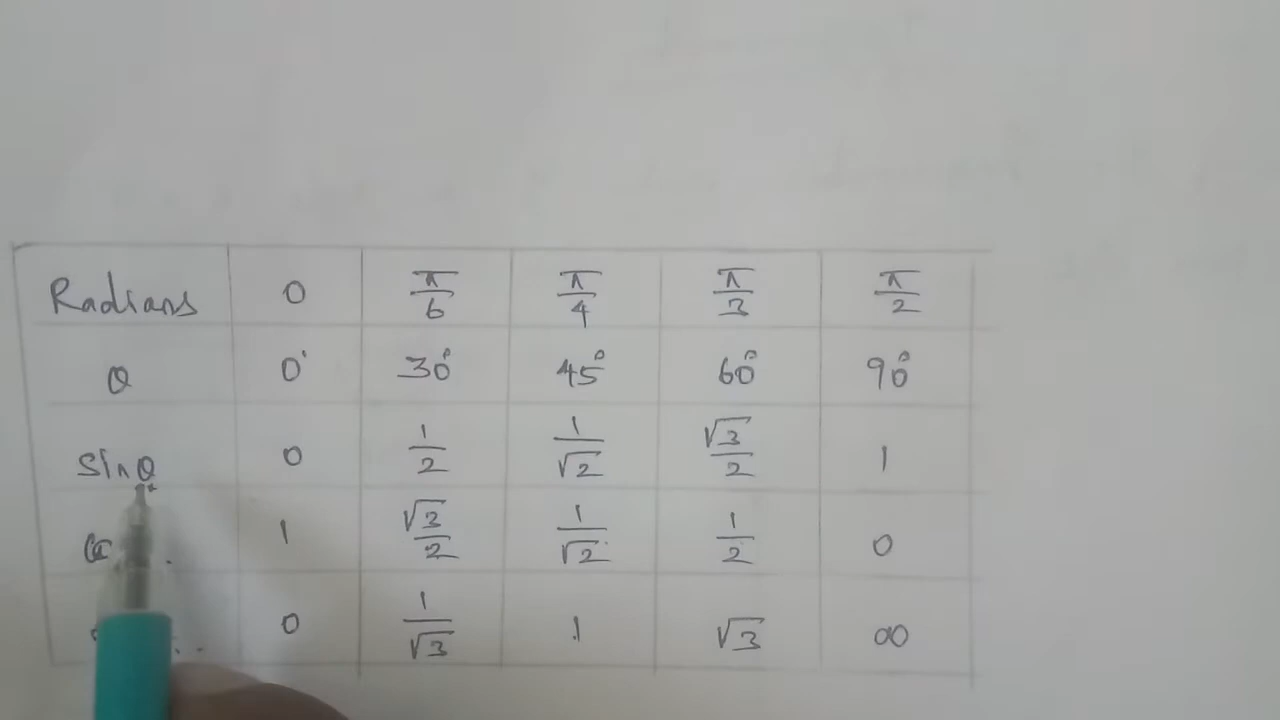 Radians 0 π/6 π/4 π/3 π/2
θ 0° 30° 45° 60° 90°
sinθ 0 1/2 1/√2 √3/2 1
1 √3/2 1/√2 1/2 0
0 1/√3 1 √3 ∞